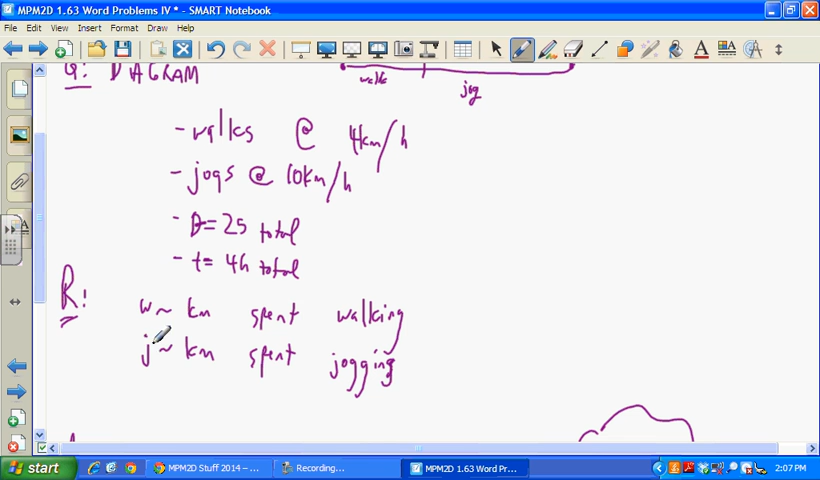 MPM2D 1.63 Word Problems IV * - SMART Notebook
File Edit View Insert Format Draw Help
G: DIAGRAM
walk
jog
- walks @ 4km/h
- jogs @ 10km/h
- D = 25 total
- t = 4h total
R:
w ~ km spent walking
j ~ km spent jogging
start
MPM2D Stuff 2014 – ...
Recording...
MPM2D 1.63 Word Pr...
2:07 PM